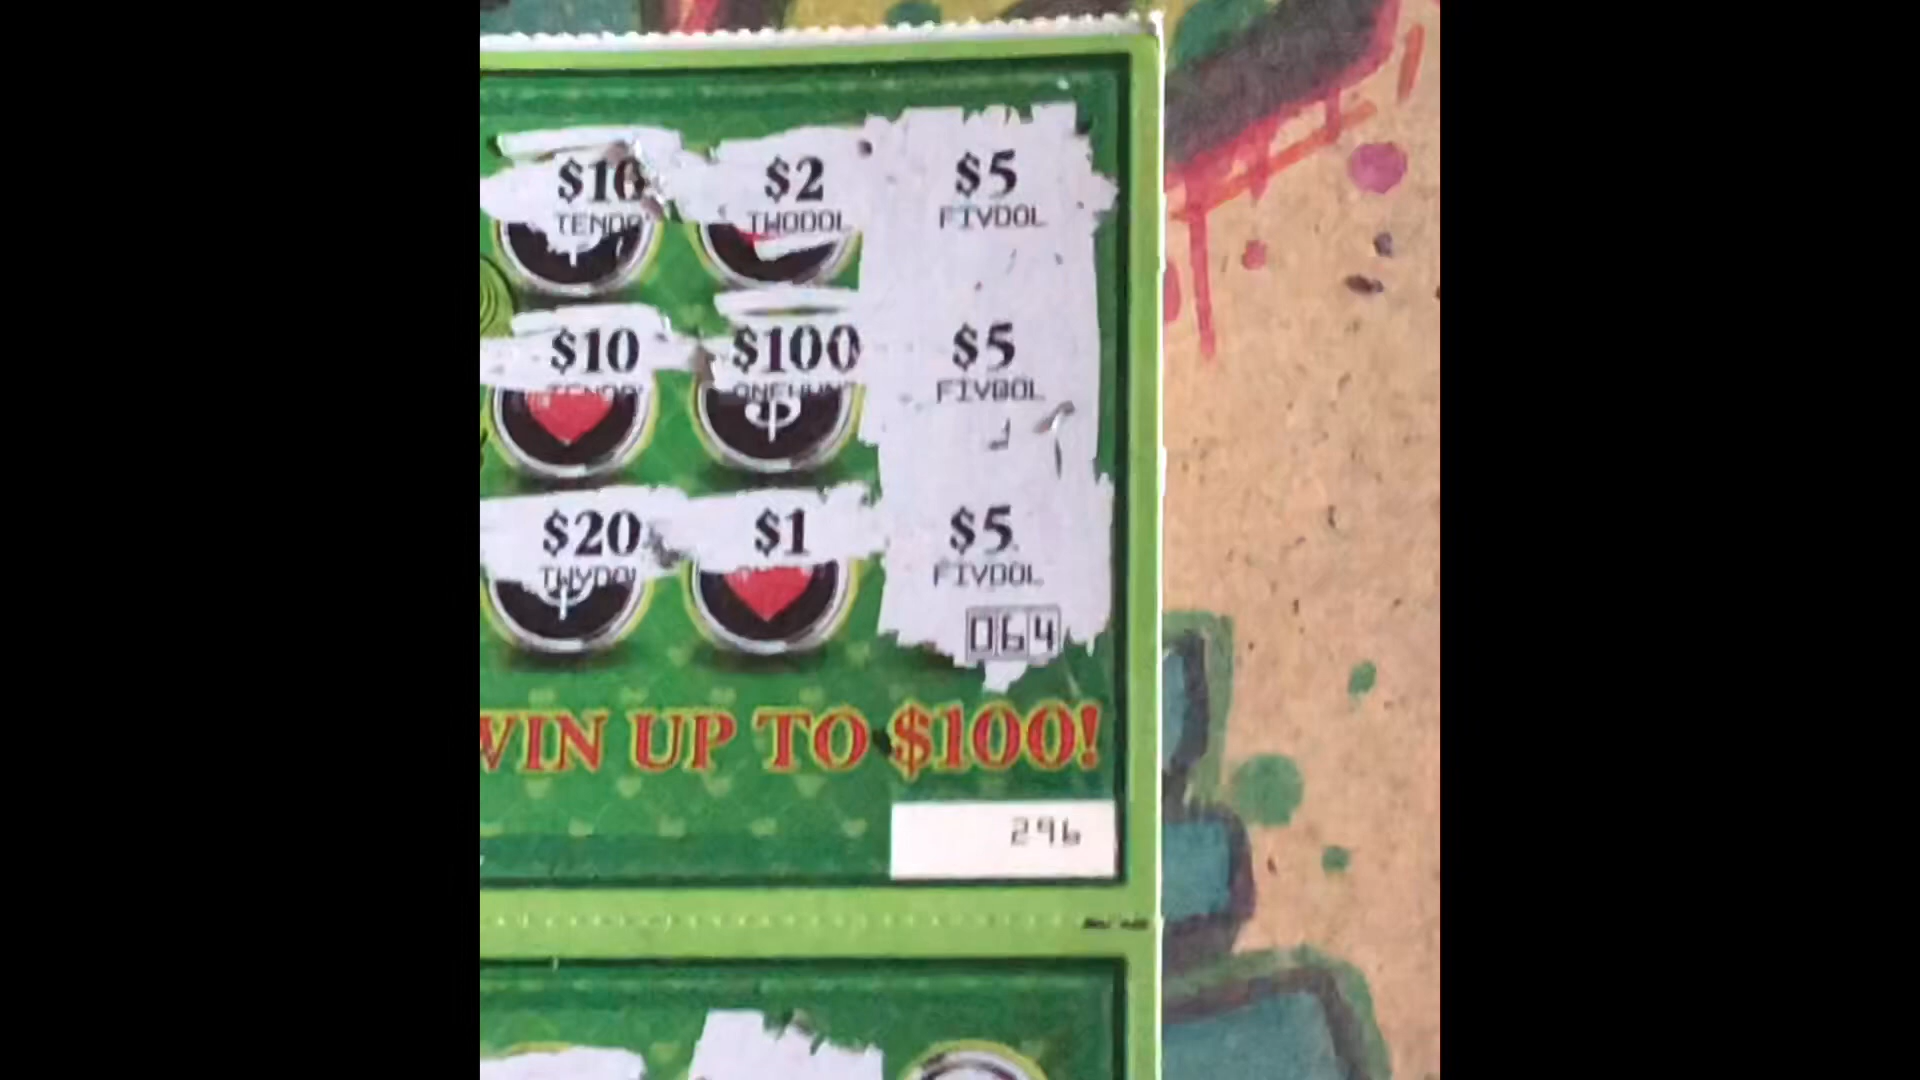 $10 $2 $5
TWODOL FIVDOL
$10 $100 $5
FIVDOL
$20 $1 $5
FIVDOL
064
WIN UP TO $100!
296